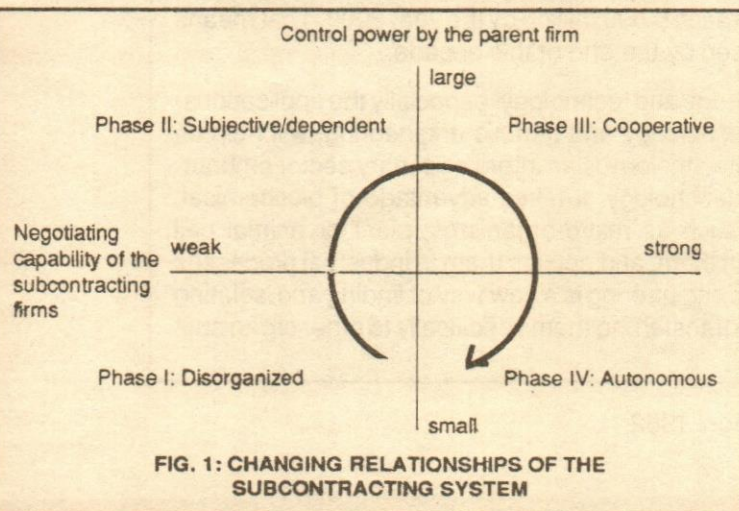 Control power by the parent firm
large
Phase II: Subjective/dependent
Phase III: Cooperative
Negotiating
capability of the
subcontracting
firms
weak
strong
Phase I: Disorganized
Phase IV: Autonomous
small
FIG. 1: CHANGING RELATIONSHIPS OF THE
SUBCONTRACTING SYSTEM